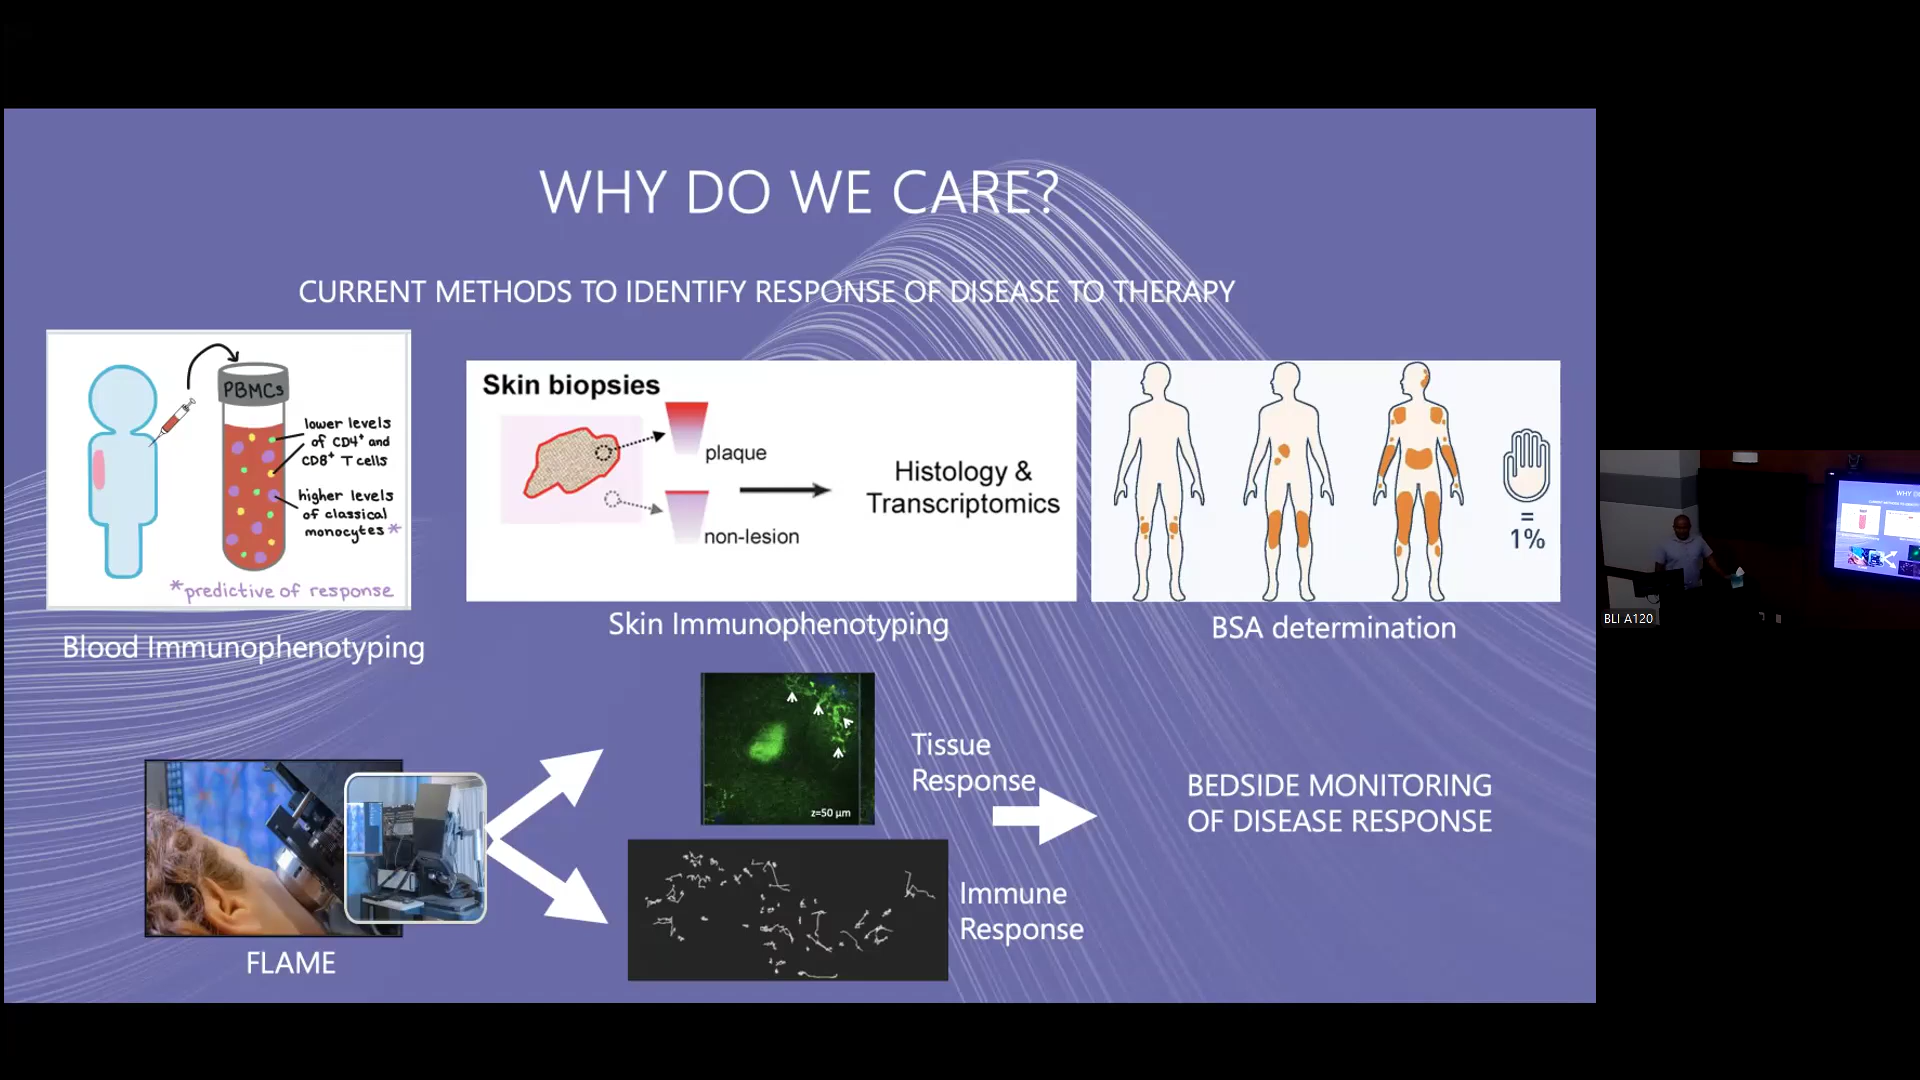 WHY DO WE CARE?
CURRENT METHODS TO IDENTIFY RESPONSE OF DISEASE TO THERAPY
PBMCs
lower levels
of CD4+ and
CD8+ T cells
higher levels
of classical
monocytes *
*predictive of response
Blood Immunophenotyping
Skin biopsies
plaque
non-lesion
Histology &
Transcriptomics
Skin Immunophenotyping
=
1%
BSA determination
FLAME
z=50 µm
Tissue
Response
Immune
Response
BEDSIDE MONITORING
OF DISEASE RESPONSE
BLI A120
WHY D